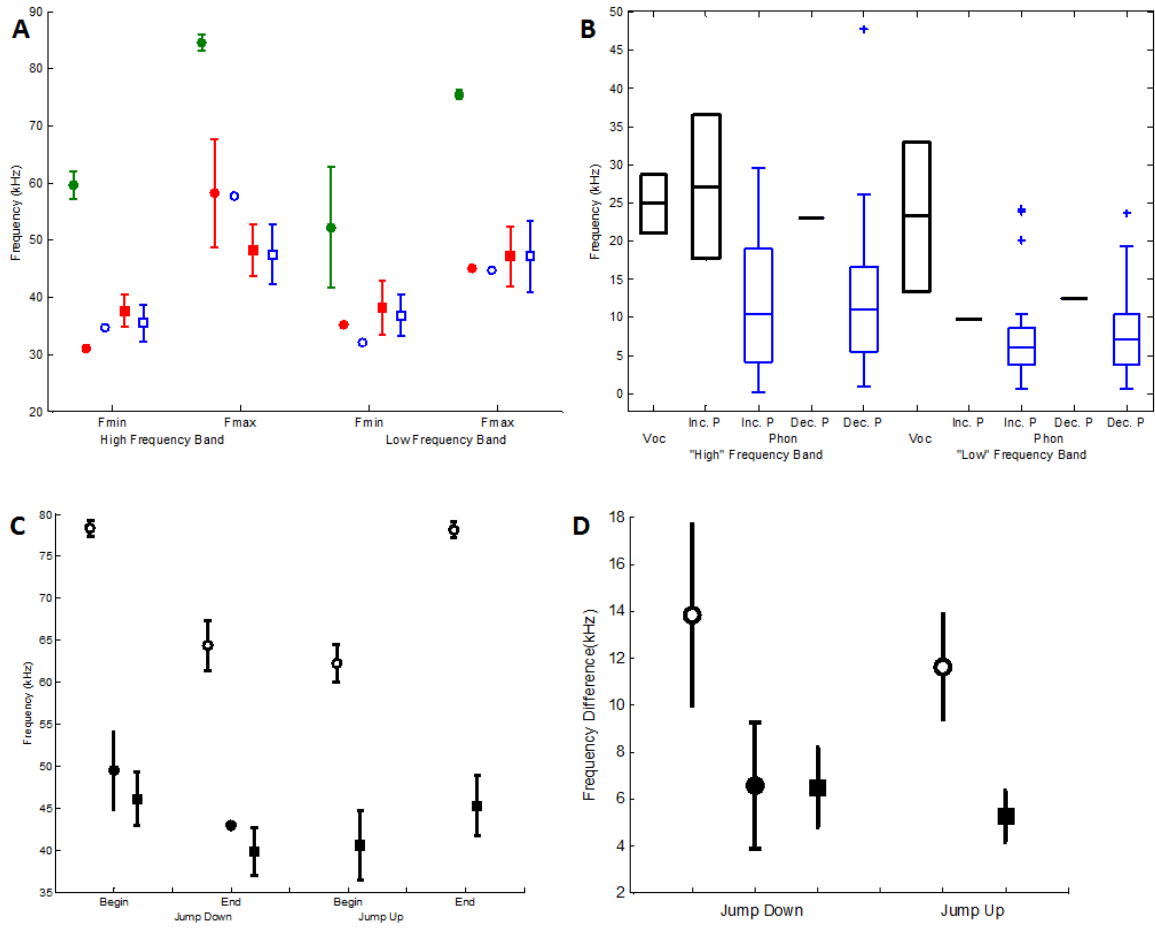 A
90
80
70
60
50
40
30
20
Frequency (kHz)
Fmin Fmax Fmin Fmax
High Frequency Band Low Frequency Band
B
50
45
40
35
30
25
20
15
10
5
0
Frequency (kHz)
Inc. P Inc. P Dec. P Dec. P Inc. P Inc. P Dec. P Dec. P
Voc Phon Voc Phon
"High" Frequency Band "Low" Frequency Band
C
80
75
70
65
60
55
50
45
40
35
Frequency (kHz)
Begin End Begin End
Jump Down Jump Up
D
18
16
14
12
10
8
6
4
2
Frequency Difference(kHz)
Jump Down Jump Up